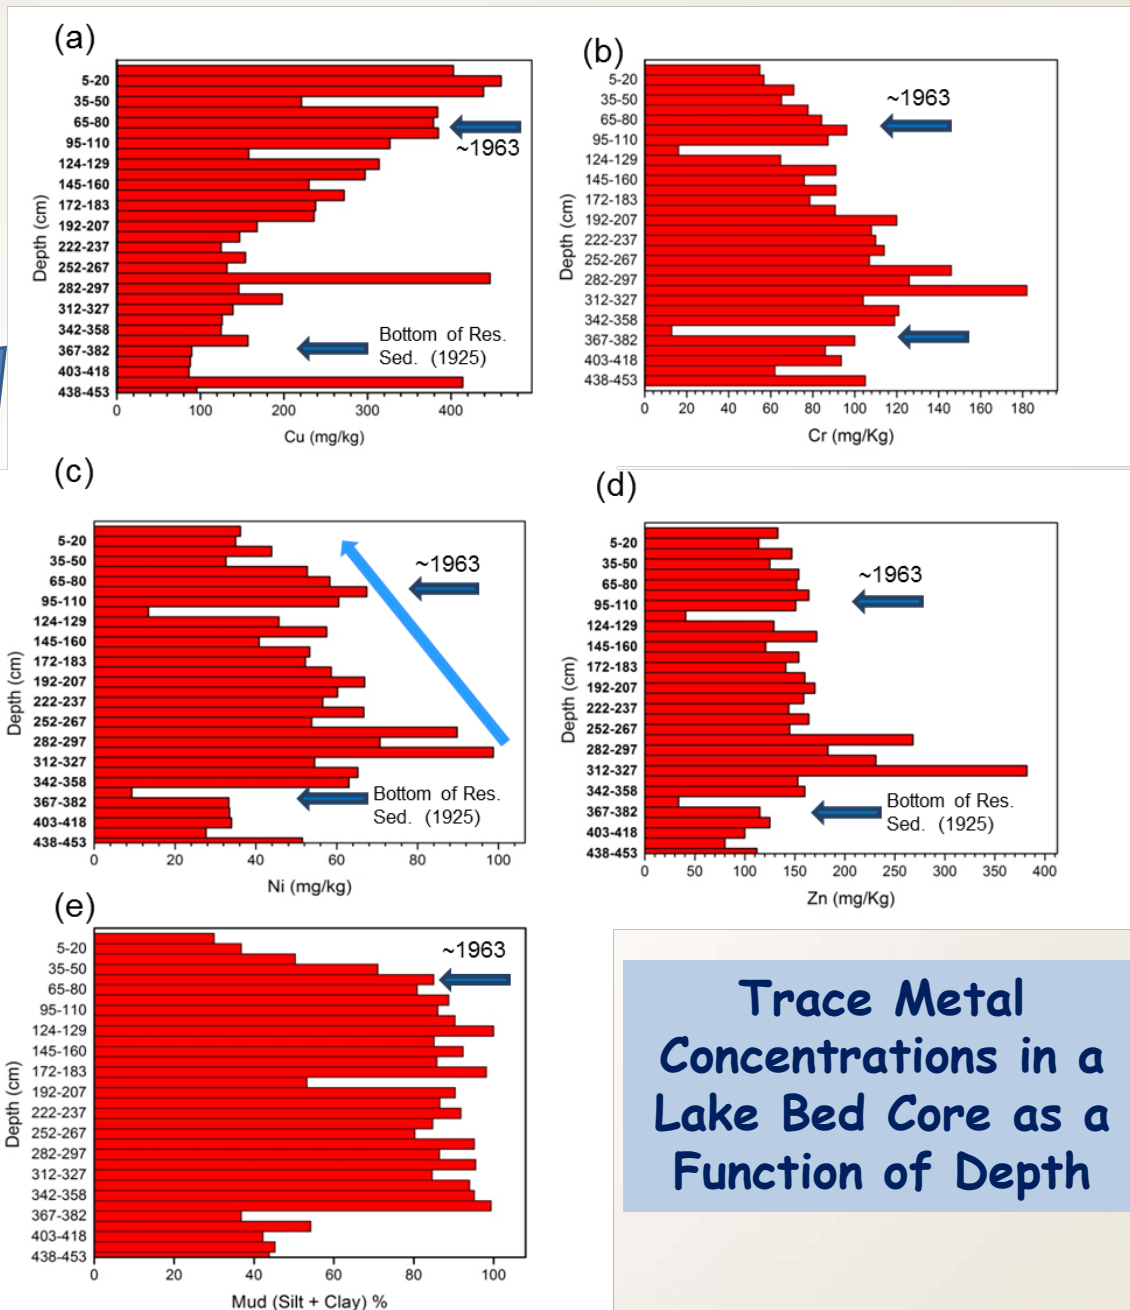 (a)
5-20
35-50
65-80
95-110
124-129
145-160
172-183
192-207
222-237
252-267
282-297
312-327
342-358
367-382
403-418
438-453
Depth (cm)
~1963
Bottom of Res.
Sed. (1925)
0 100 200 300 400
Cu (mg/kg)
(b)
5-20
35-50
65-80
95-110
124-129
145-160
172-183
192-207
222-237
252-267
282-297
312-327
342-358
367-382
403-418
438-453
Depth (cm)
~1963
0 20 40 60 80 100 120 140 160 180
Cr (mg/Kg)
(c)
5-20
35-50
65-80
95-110
124-129
145-160
172-183
192-207
222-237
252-267
282-297
312-327
342-358
367-382
403-418
438-453
Depth (cm)
~1963
Bottom of Res.
Sed. (1925)
0 20 40 60 80 100
Ni (mg/kg)
(d)
5-20
35-50
65-80
95-110
124-129
145-160
172-183
192-207
222-237
252-267
282-297
312-327
342-358
367-382
403-418
438-453
Depth (cm)
~1963
Bottom of Res.
Sed. (1925)
0 50 100 150 200 250 300 350 400
Zn (mg/Kg)
(e)
5-20
35-50
65-80
95-110
124-129
145-160
172-183
192-207
222-237
252-267
282-297
312-327
342-358
367-382
403-418
438-453
Depth (cm)
~1963
0 20 40 60 80 100
Mud (Silt + Clay) %
Trace Metal
Concentrations in a
Lake Bed Core as a
Function of Depth